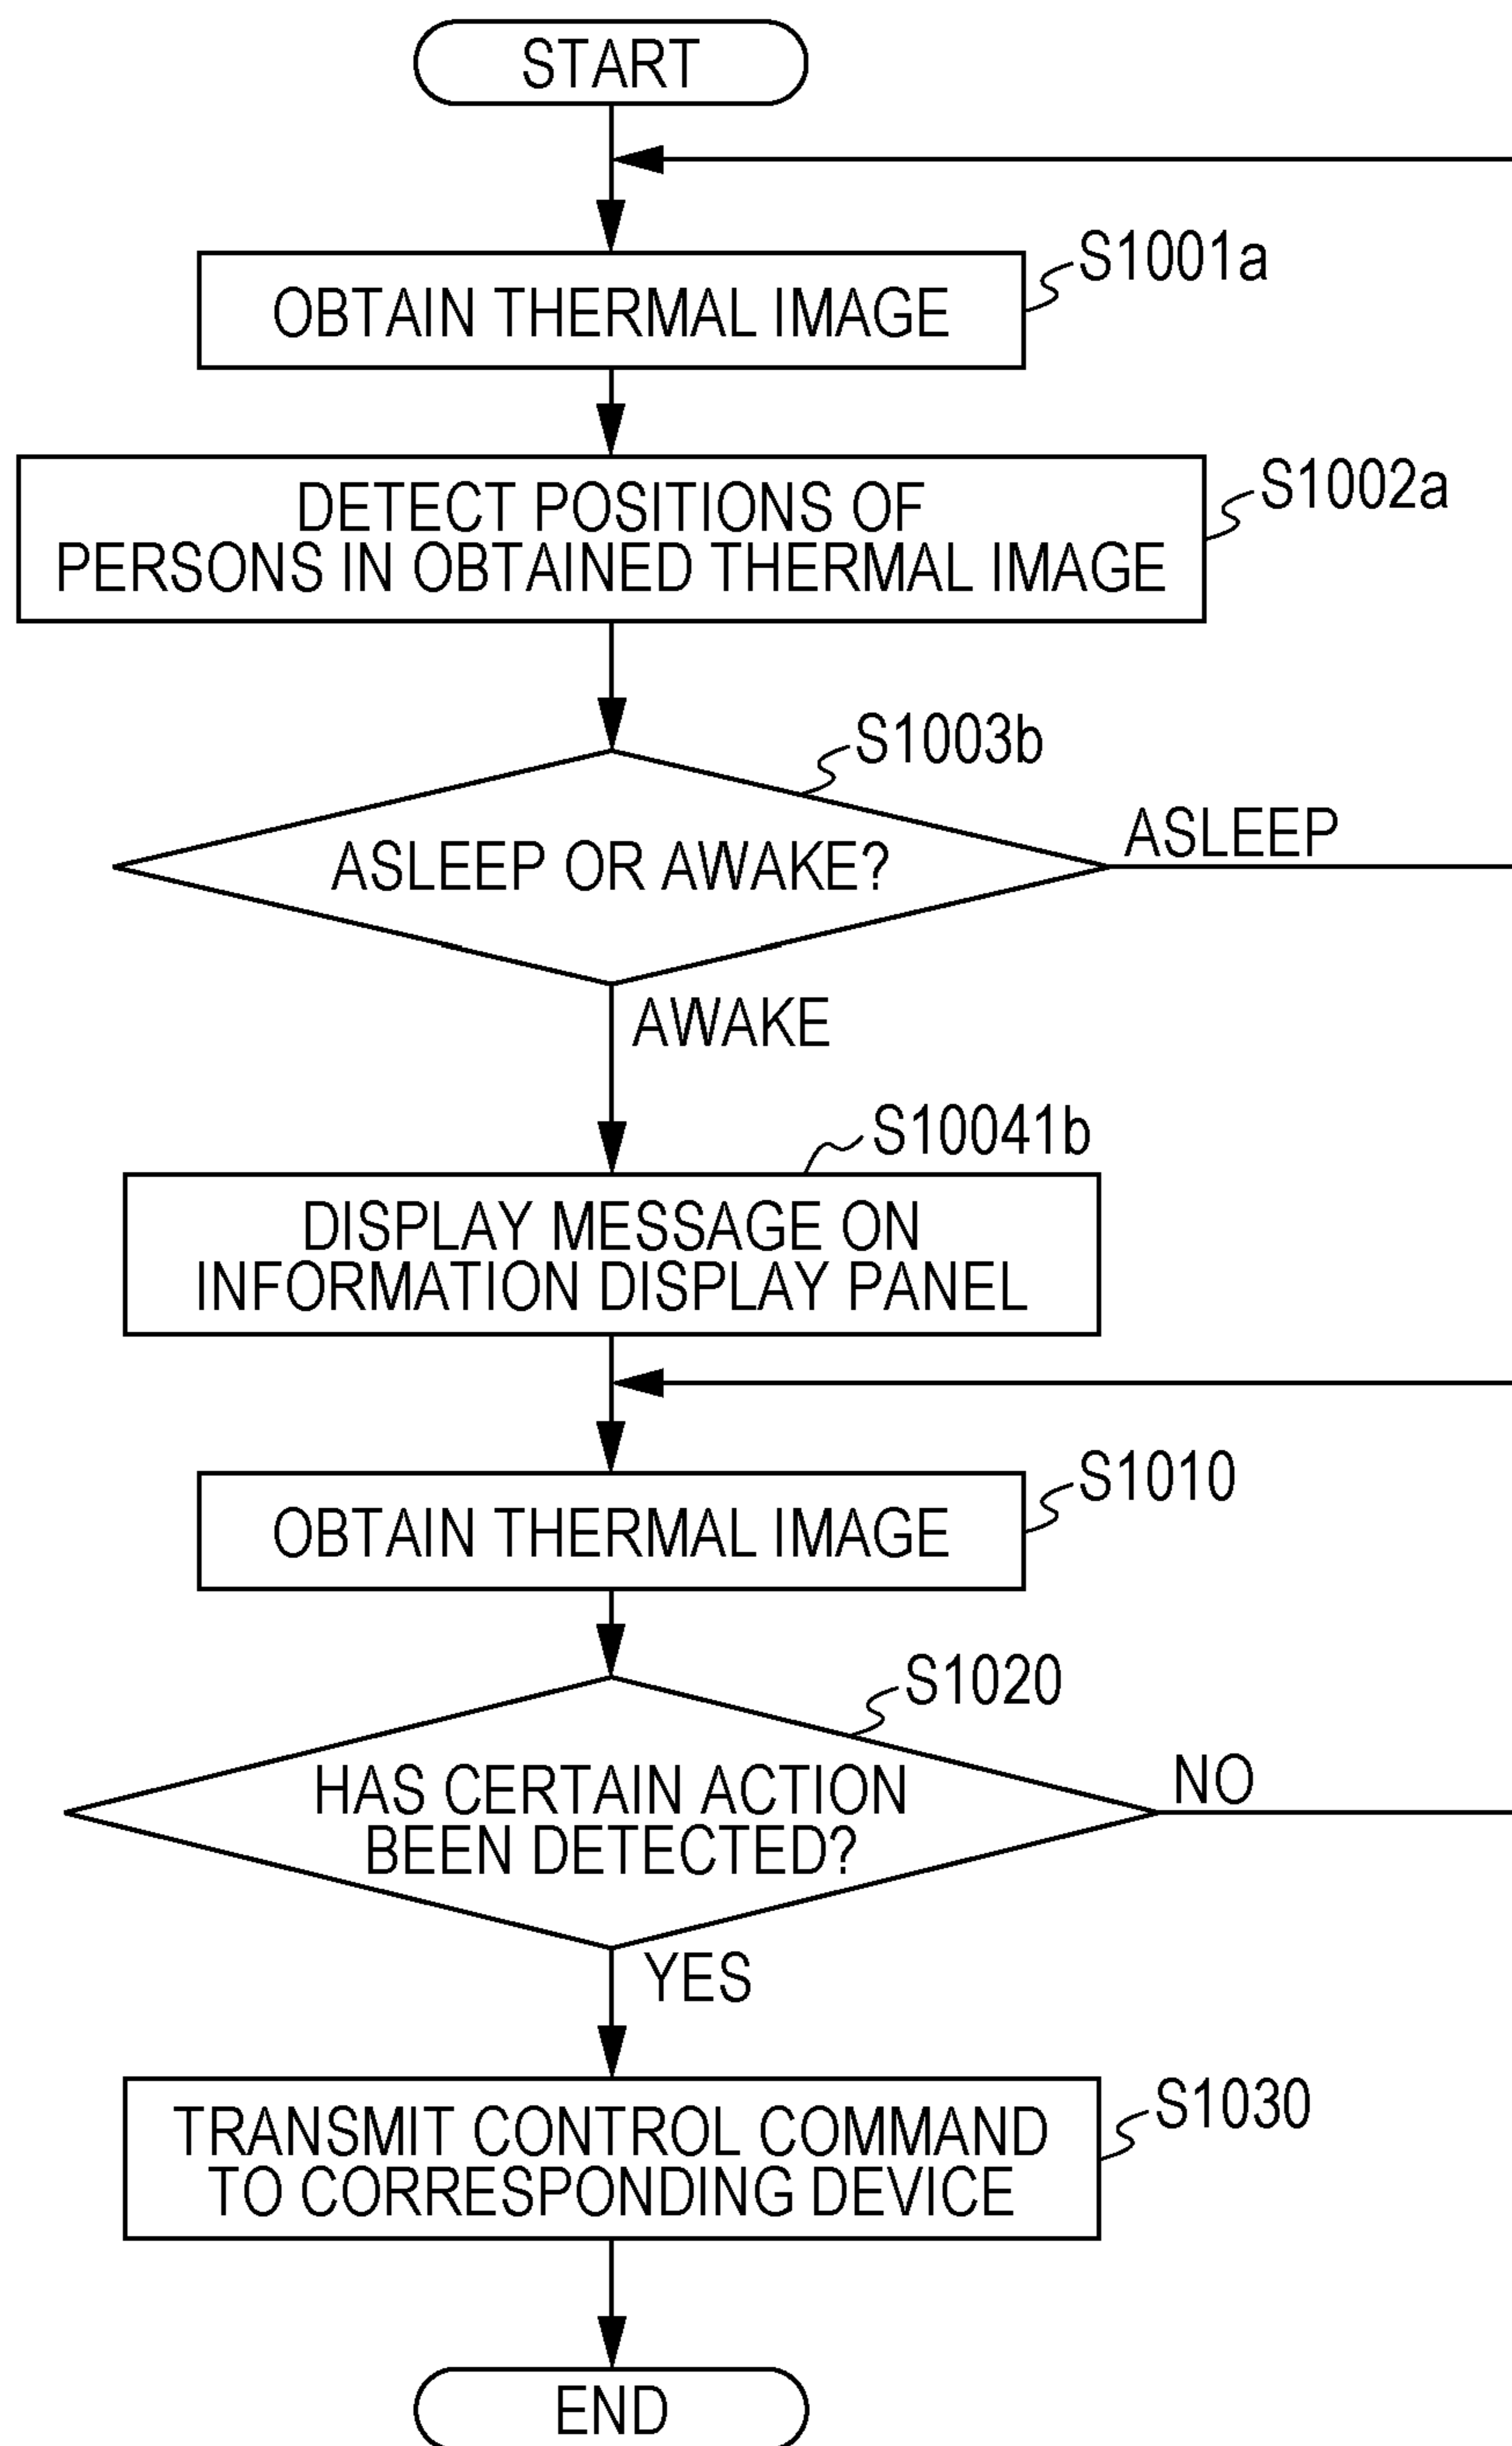 START
S1001a
OBTAIN THERMAL IMAGE
S1002a
DETECT POSITIONS OF
PERSONS IN OBTAINED THERMAL IMAGE
S1003b
ASLEEP OR AWAKE?
ASLEEP
AWAKE
S10041b
DISPLAY MESSAGE ON
INFORMATION DISPLAY PANEL
S1010
OBTAIN THERMAL IMAGE
S1020
HAS CERTAIN ACTION
BEEN DETECTED?
NO
YES
S1030
TRANSMIT CONTROL COMMAND
TO CORRESPONDING DEVICE
END